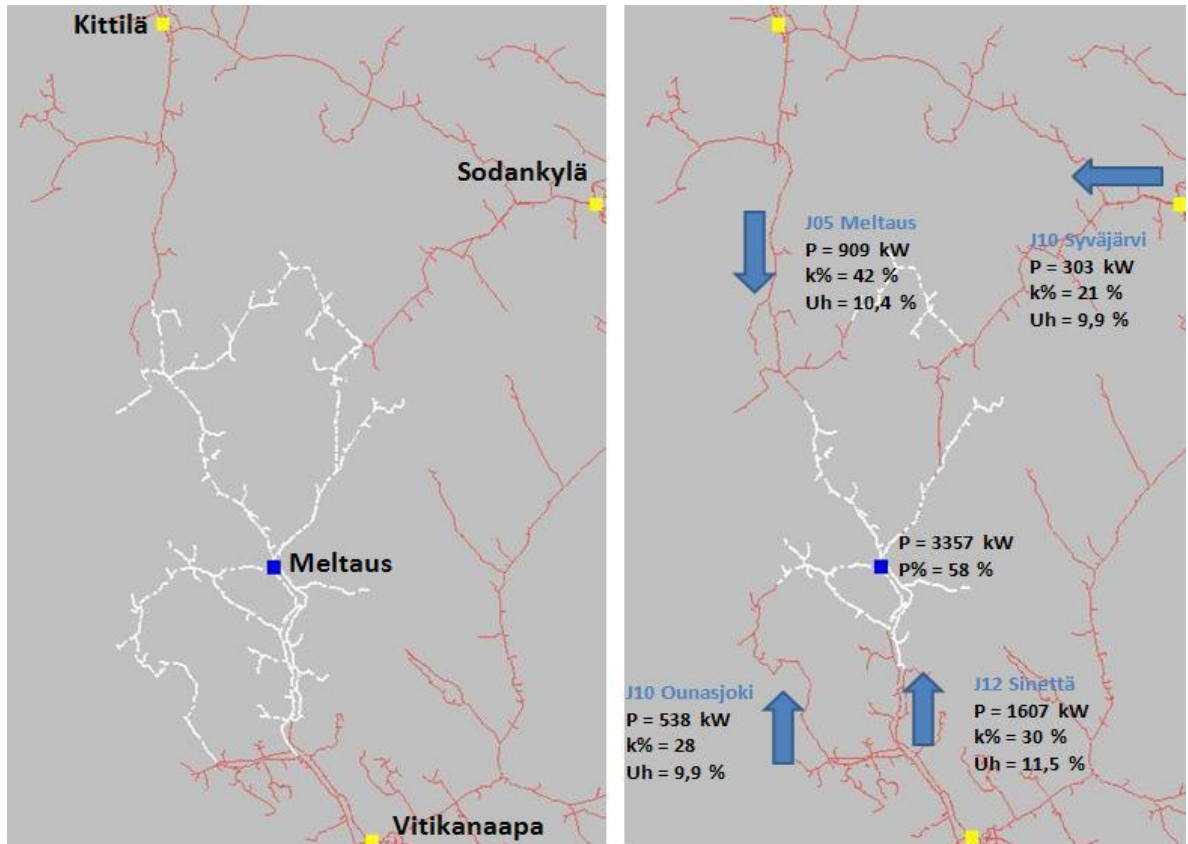 Kittilä
Sodankylä
Meltaus
Vitikanaapa
J05 Meltaus
P = 909 kW
k% = 42 %
Uh = 10,4 %
J10 Syväjärvi
P = 303 kW
k% = 21 %
Uh = 9,9 %
P = 3357 kW
P% = 58 %
J10 Ounasjoki
P = 538 kW
k% = 28
Uh = 9,9 %
J12 Sinettä
P = 1607 kW
k% = 30 %
Uh = 11,5 %